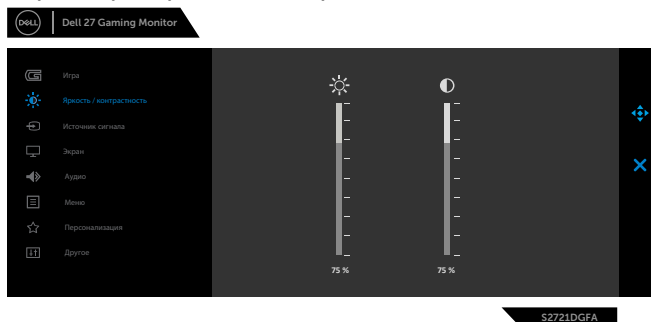 DELL
Dell 27 Gaming Monitor
Игра
Яркость / контрастность
Источник сигнала
Экран
Аудио
Меню
Персонализация
Другое
75 %
75 %
S2721DGFA